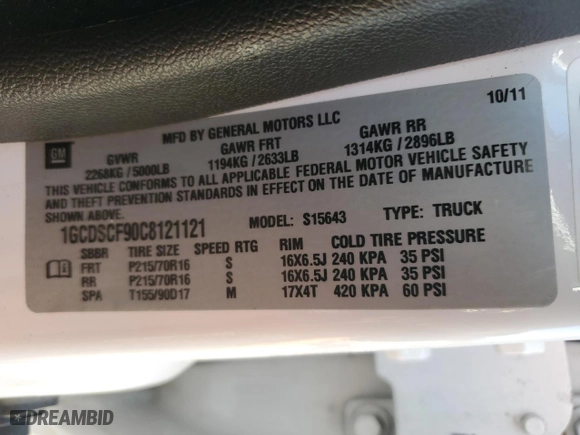 10/11
MFD BY GENERAL MOTORS LLC
GM
GVWR GAWR FRT GAWR RR
2268KG / 5000LB 1194KG / 2633LB 1314KG / 2896LB
THIS VEHICLE CONFORMS TO ALL APPLICABLE FEDERAL MOTOR VEHICLE SAFETY
AND THEFT PREVENTION STANDARDS IN EFFECT ON THE DATE OF MANUFACTURE
1GCDSCF90C8121121 MODEL: S15643 TYPE: TRUCK
SBBR TIRE SIZE SPEED RTG RIM COLD TIRE PRESSURE
FRT P215/70R16 S 16X6.5J 240 KPA 35 PSI
RR P215/70R16 S 16X6.5J 240 KPA 35 PSI
SPA T155/90D17 M 17X4T 420 KPA 60 PSI
DREAMBID